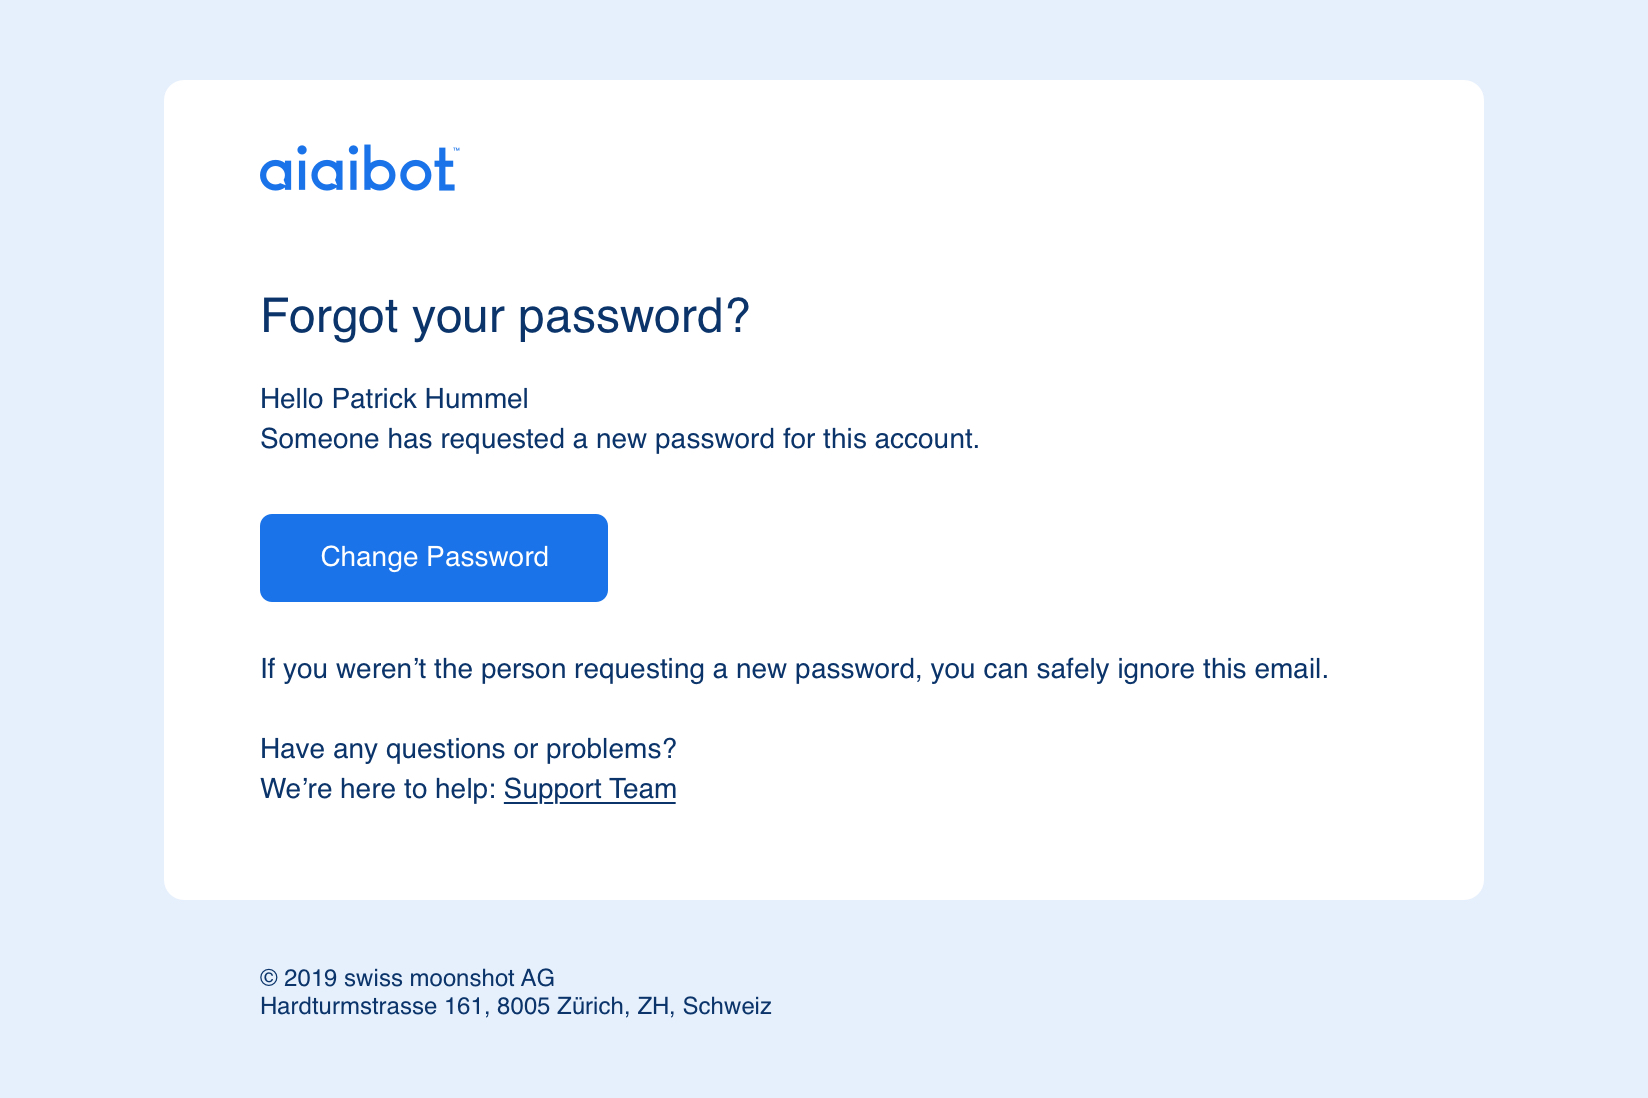 aiaibot™
Forgot your password?
Hello Patrick Hummel
Someone has requested a new password for this account.
Change Password
If you weren’t the person requesting a new password, you can safely ignore this email.
Have any questions or problems?
We’re here to help: Support Team
© 2019 swiss moonshot AG
Hardturmstrasse 161, 8005 Zürich, ZH, Schweiz